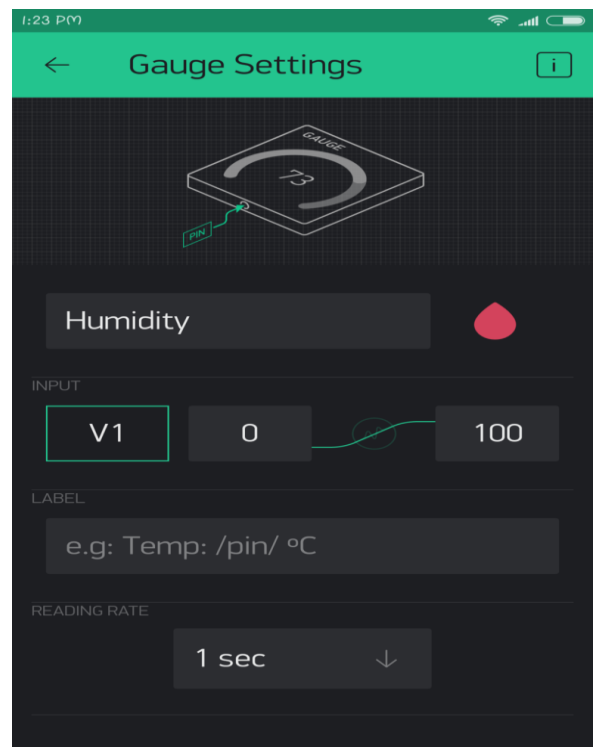 1:23 PM
Gauge Settings
i
GAUGE
73
PIN
Humidity
INPUT
V1 0 100
LABEL
e.g: Temp: /pin/ ºC
READING RATE
1 sec